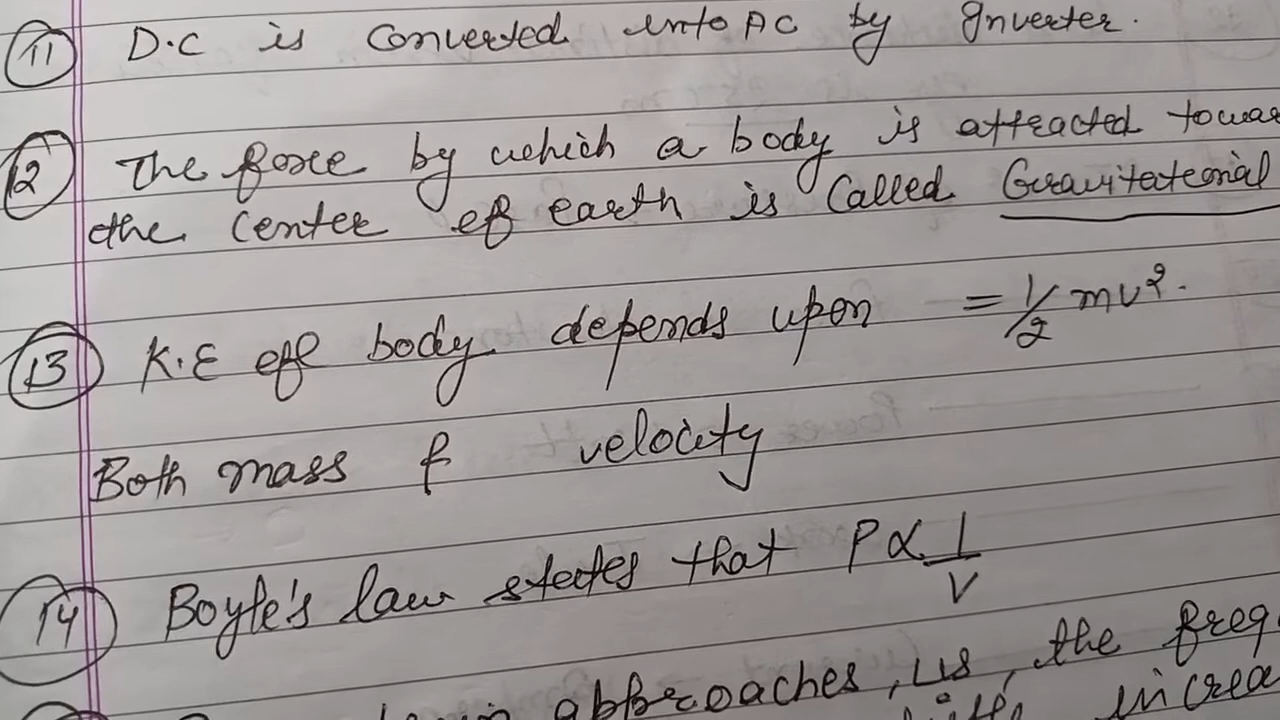 11 D.C is Converted into AC by Inverter.
12 The force by which a body is attracted towar
the center of earth is Called Gravitational
13 K.E of body depends upon = 1/2 mv².
Both mass & velocity
14 Boyle's law states that P ∝ 1/V
approaches, us, the freq
increa